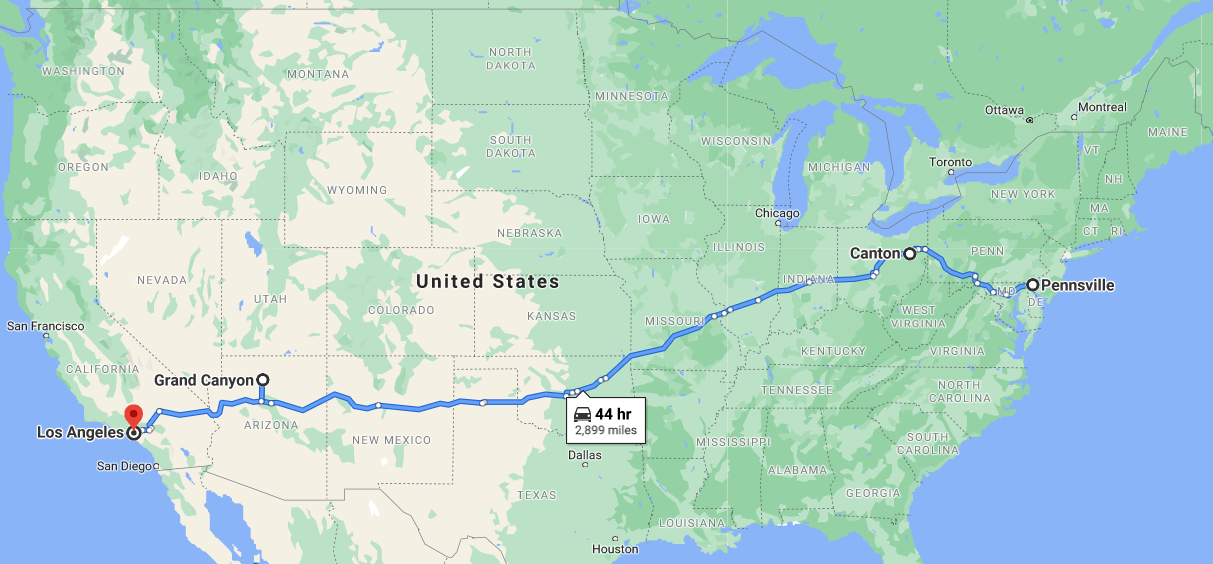 WASHINGTON
MONTANA
NORTH
DAKOTA
MINNESOTA
Ottawa
Montreal
MAINE
OREGON
IDAHO
SOUTH
DAKOTA
WISCONSIN
MICHIGAN
Toronto
VT
NH
WYOMING
NEW YORK
MA
CT
RI
IOWA
Chicago
NEBRASKA
ILLINOIS
INDIANA
Canton
PENN
Pennsville
MD
DE
NEVADA
UTAH
United States
COLORADO
KANSAS
MISSOURI
WEST
VIRGINIA
San Francisco
KENTUCKY
VIRGINIA
CALIFORNIA
Grand Canyon
TENNESSEE
NORTH
CAROLINA
Los Angeles
ARIZONA
NEW MEXICO
44 hr
2,899 miles
San Diego
Dallas
MISSISSIPPI
SOUTH
CAROLINA
ALABAMA
TEXAS
GEORGIA
LOUISIANA
Houston